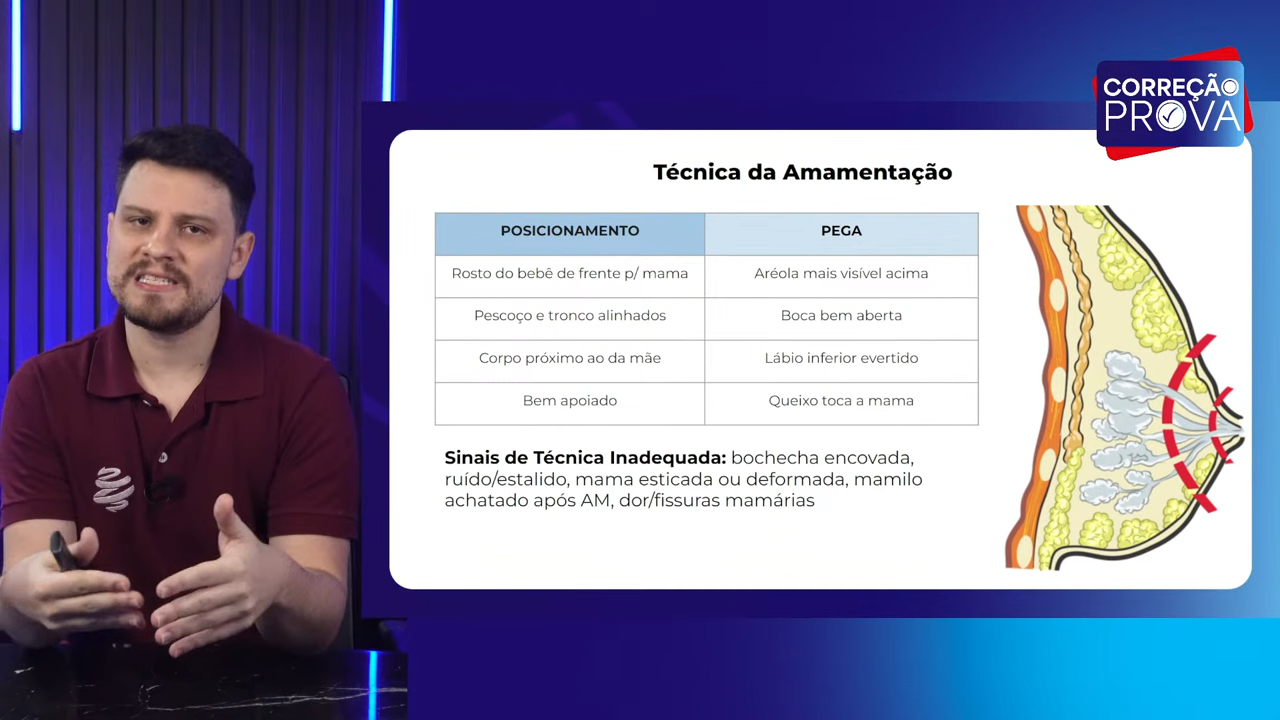 CORREÇÃO
PROVA
Técnica da Amamentação
POSICIONAMENTO PEGA
Rosto do bebê de frente p/ mama Aréola mais visível acima
Pescoço e tronco alinhados Boca bem aberta
Corpo próximo ao da mãe Lábio inferior evertido
Bem apoiado Queixo toca a mama
Sinais de Técnica Inadequada: bochecha encovada,
ruído/estalido, mama esticada ou deformada, mamilo
achatado após AM, dor/fissuras mamárias